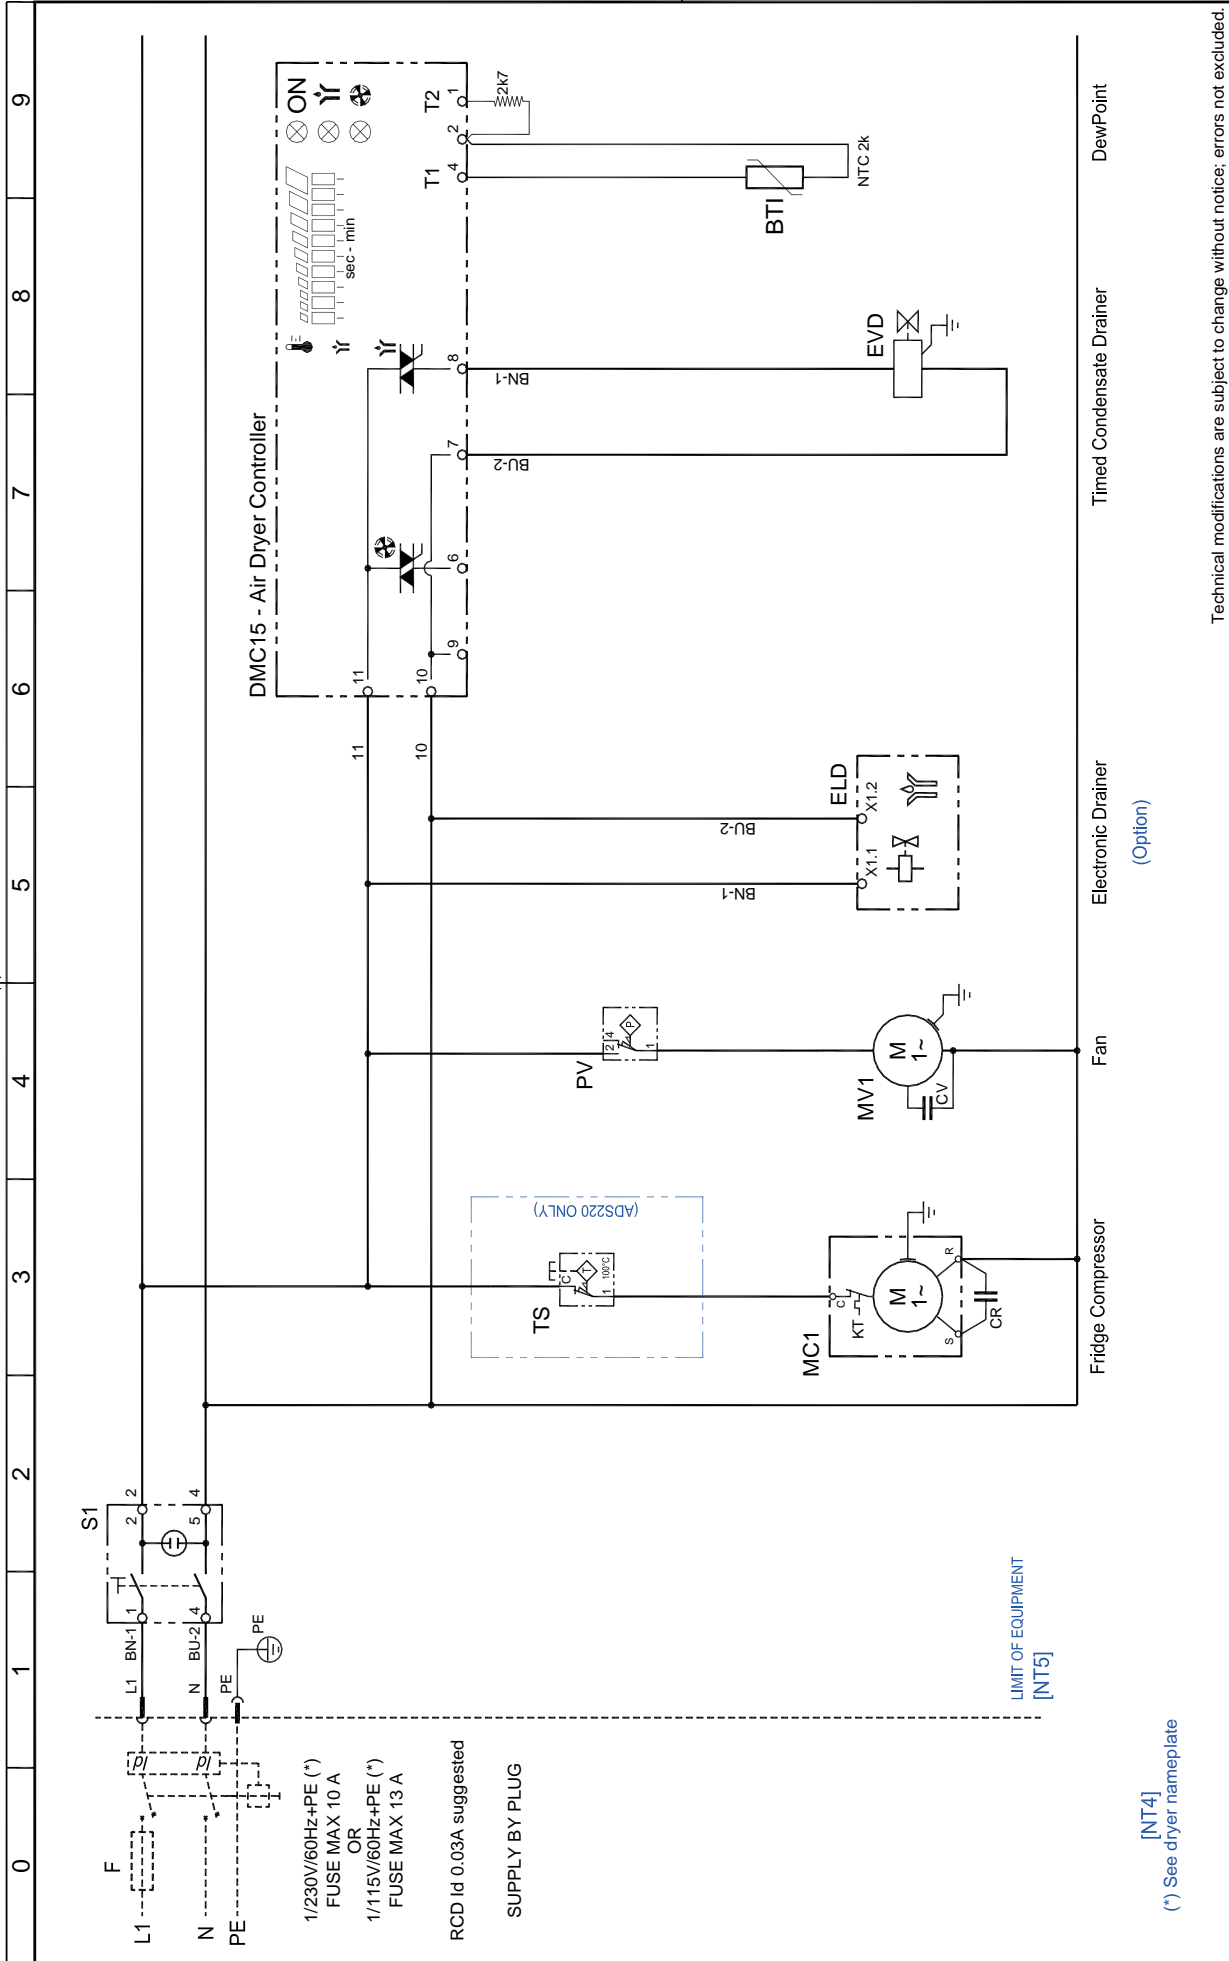 0
1
2
3
4
5
6
7
8
9
F
L1
N
PE
Id
Id
L1
N
PE
BN-1
BU-2
PE
S1
1
4
2
5
2
4
1/230V/60Hz+PE (*)
FUSE MAX 10 A
OR
1/115V/60Hz+PE (*)
FUSE MAX 13 A
RCD Id 0.03A suggested
SUPPLY BY PLUG
LIMIT OF EQUIPMENT
[NT5]
[NT4]
(*) See dryer nameplate
(ADS220 ONLY)
TS
C
T
1
100°C
MC1
C
KT
M
1~
S
R
CR
Fridge Compressor
PV
2
4
P
1
MV1
M
1~
CV
Fan
BN-1
BU-2
ELD
X1.1
X1.2
Electronic Drainer
(Option)
DMC15 - Air Dryer Controller
11
10
11
10
9
6
7
8
BU-2
BN-1
EVD
Timed Condensate Drainer
sec - min
ON
T1
T2
4
2
1
2k7
BTI
NTC 2k
DewPoint
Technical modifications are subject to change without notice; errors not excluded.